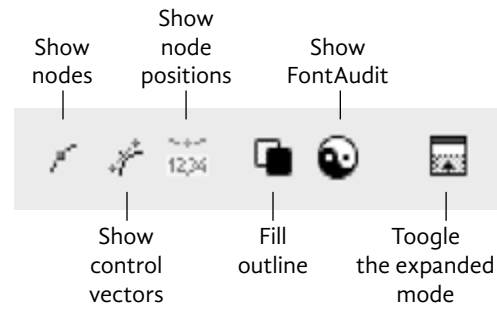 Show
nodes
Show
node
positions
Show
FontAudit
12,34
Show
control
vectors
Fill
outline
Toogle
the expanded
mode